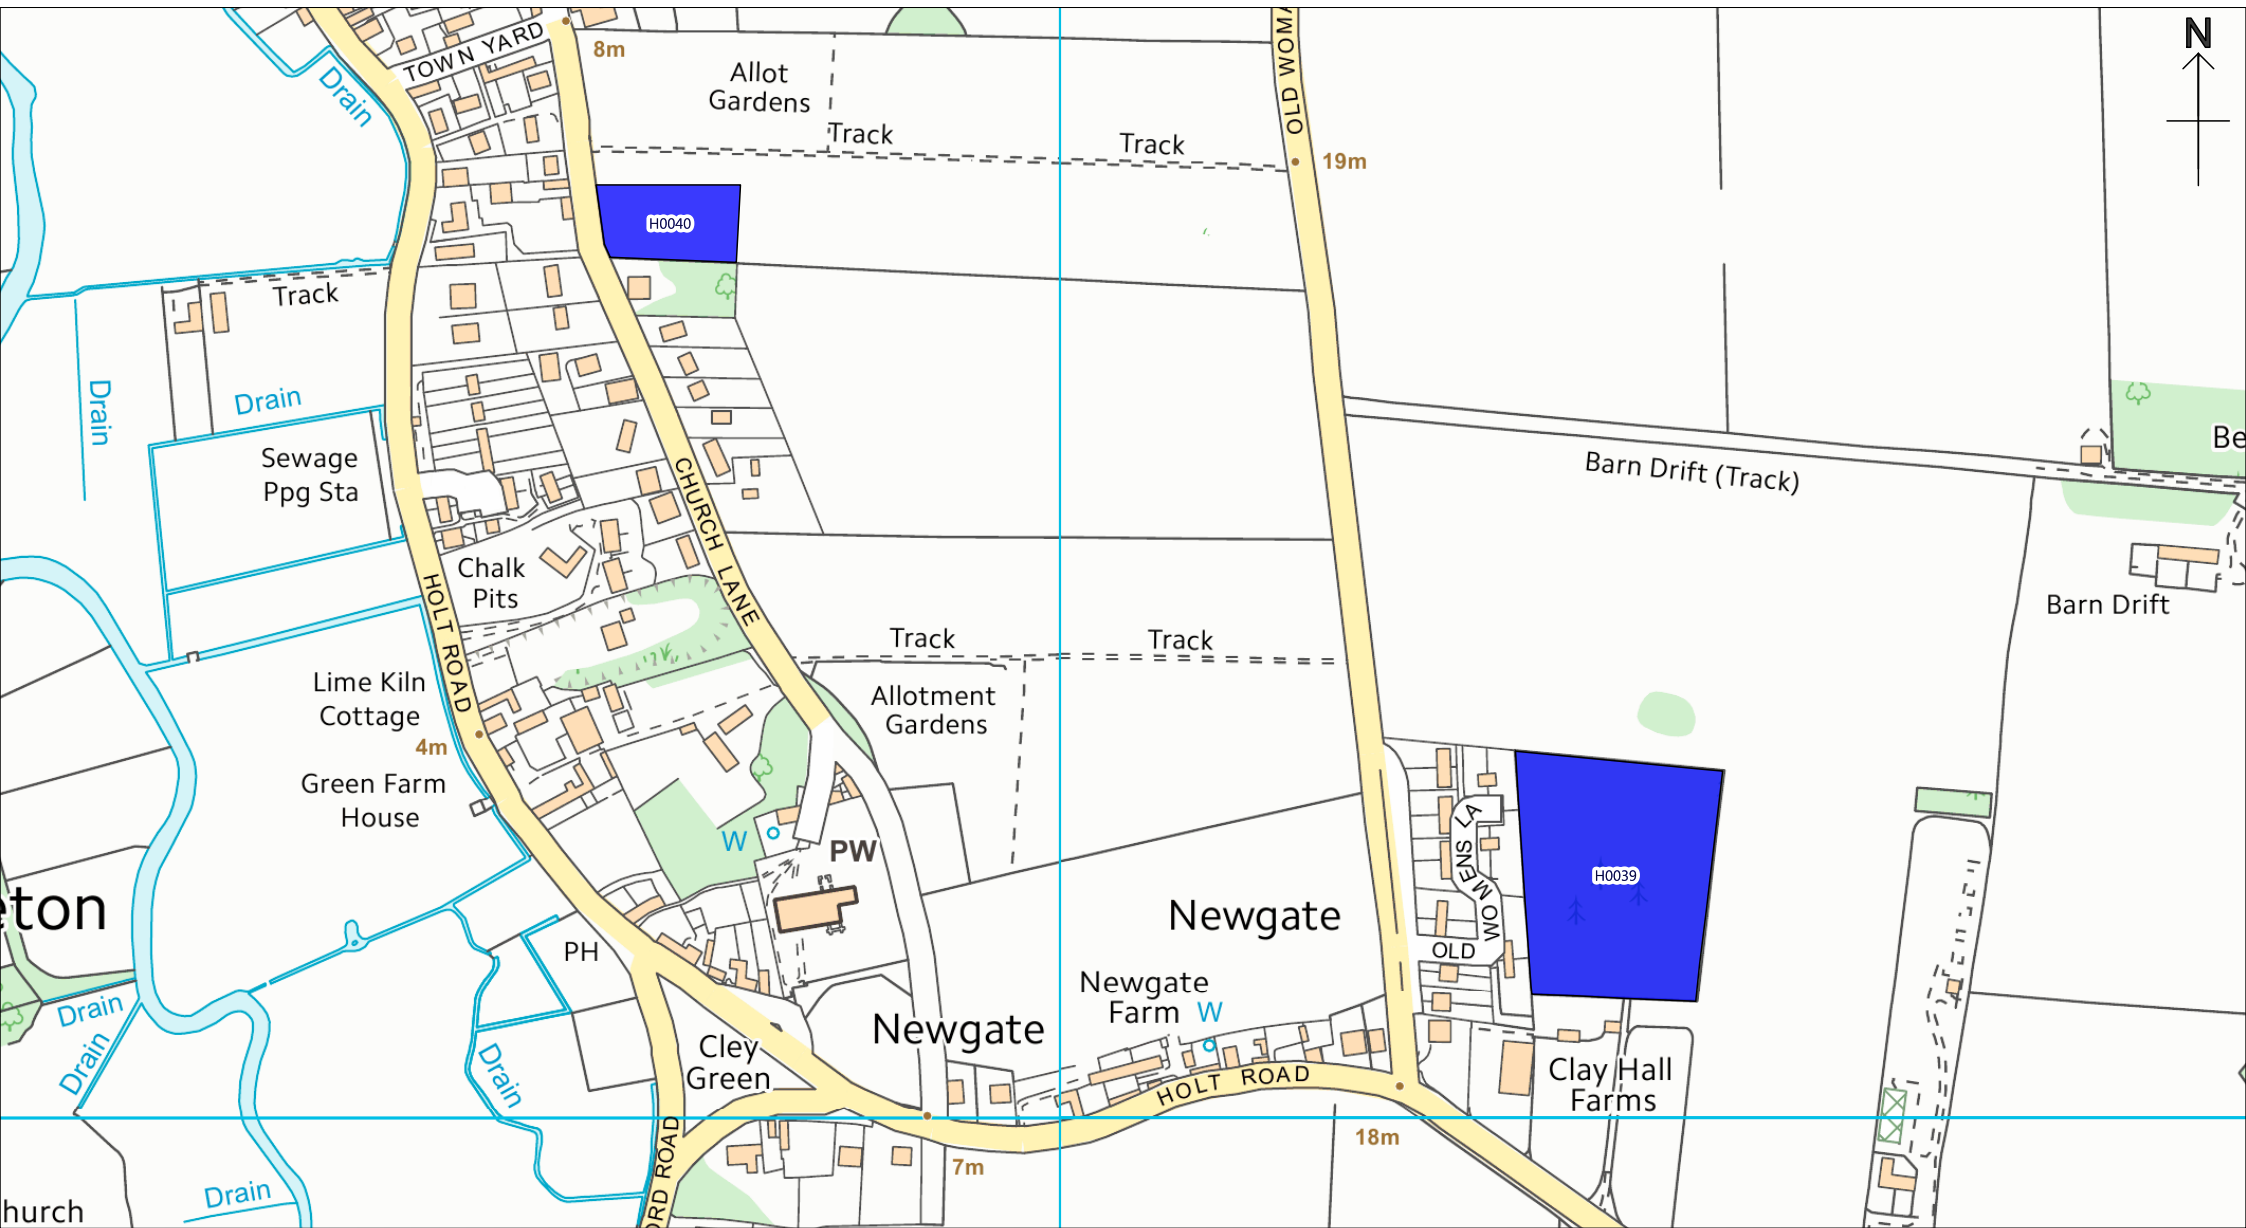 N
TOWN YARD
8m
OLD WOMA
Drain
Allot
Gardens
Track
Track
19m
H0040
Track
Drain
Drain
Sewage
Ppg Sta
CHURCH LANE
Barn Drift (Track)
Be
Chalk
Pits
HOLT ROAD
Barn Drift
Track
Track
Lime Kiln
Cottage
Allotment
Gardens
4m
Green Farm
House
W
PW
OLD WOMENS LA
H0039
eton
Newgate
PH
Newgate
Farm
W
Drain
Newgate
Drain
Drain
Cley
Green
HOLT ROAD
Clay Hall
Farms
ORD ROAD
18m
7m
Drain
hurch